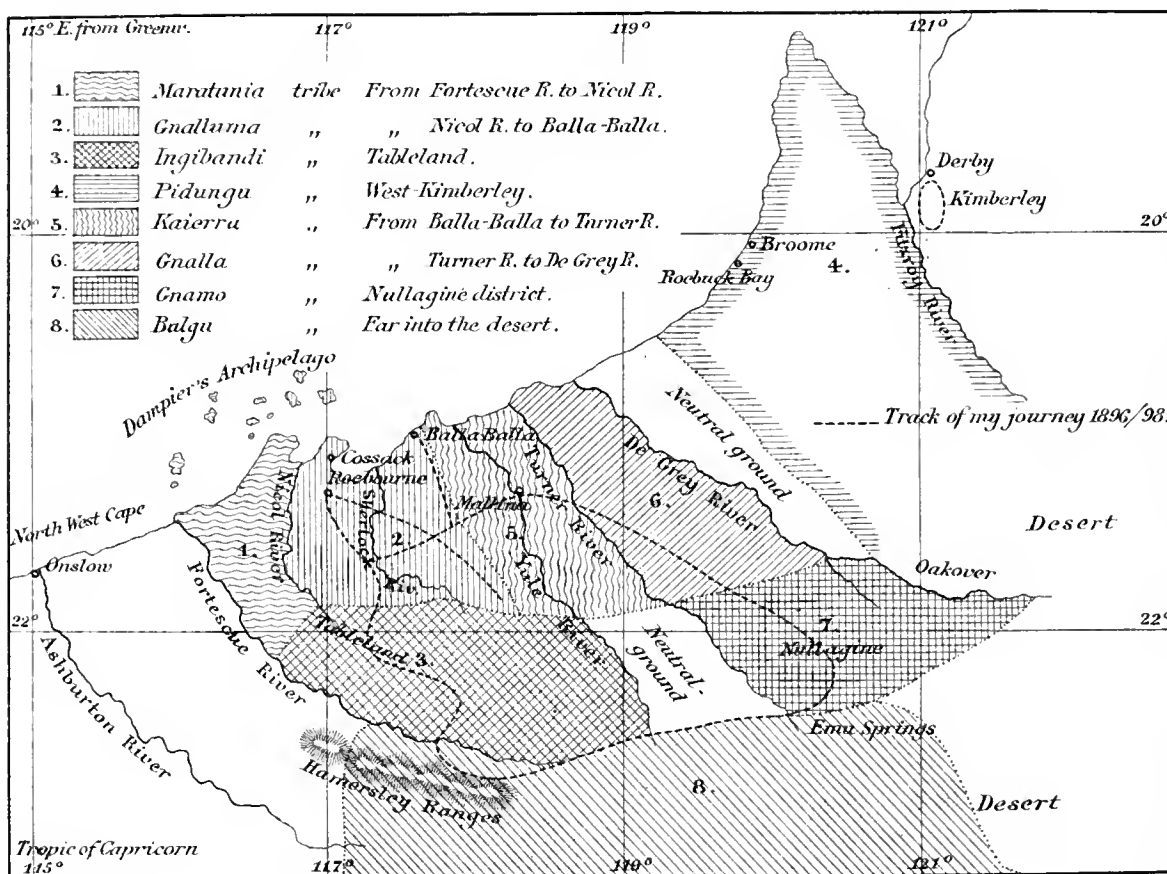 115° E. from Greenw.
117°
119°
121°
1. Maratunia tribe From Fortescue R. to Nicol R.
2. Gnalluma „ „ Nicol R. to Balla-Balla.
3. Ingibandi „ Tableland.
4. Pidungu „ West-Kimberley.
5. Kaierru „ From Balla-Balla to Turner R.
6. Gnalla „ „ Turner R. to De Grey R.
7. Gnamo „ Nullagine district.
8. Balgu „ Far into the desert.
Derby
Kimberley
20°
20°
Broome
4.
Roebuck Bay
Fitzroy River
Dampier's Archipelago
Neutral ground
Track of my journey 1896/98.
Balla Balla
Cossack
Roebourne
Turner River
De Grey River
Nicol River
Sherlock Riv.
Mallina
6.
North West Cape
Desert
1.
2
5.
Yule River
Onslow
Oakover
Fortescue River
22°
22°
Tableland 3.
Neutral-ground
7.
Nullagine
Ashburton River
Emu Springs
Hamersley Ranges
8.
Desert
Tropic of Capricorn
115°
117°
119°
121°